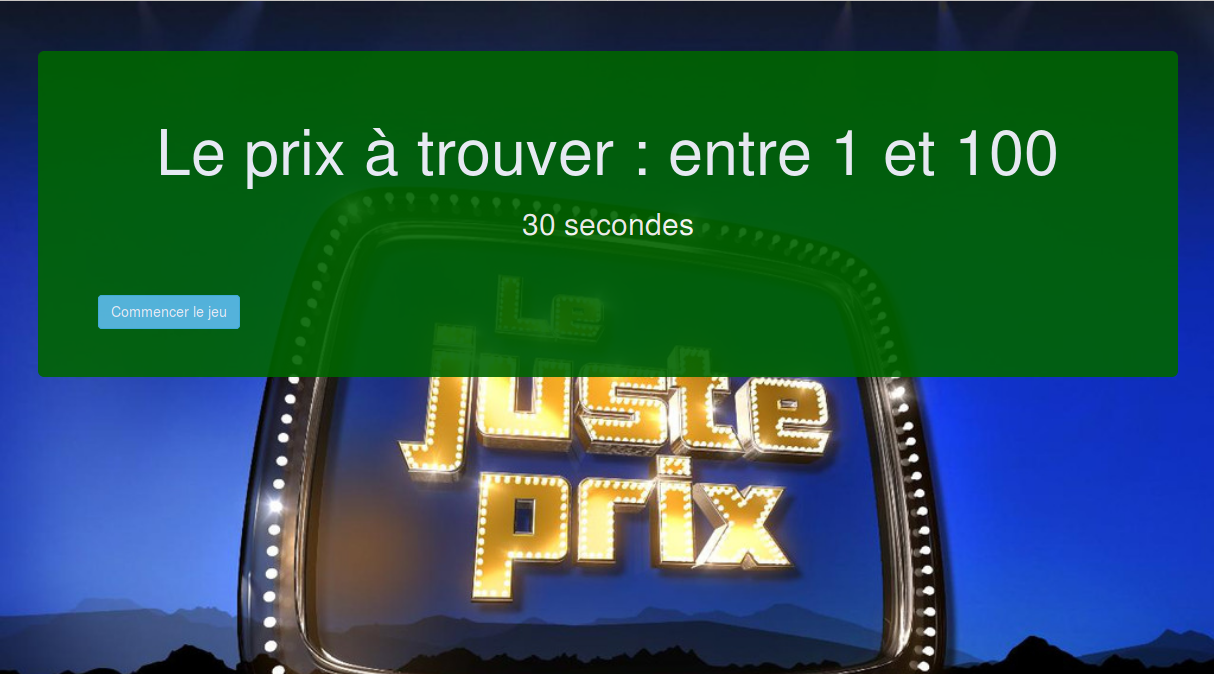 Le prix à trouver : entre 1 et 100
30 secondes
Commencer le jeu
Le
juste
prix